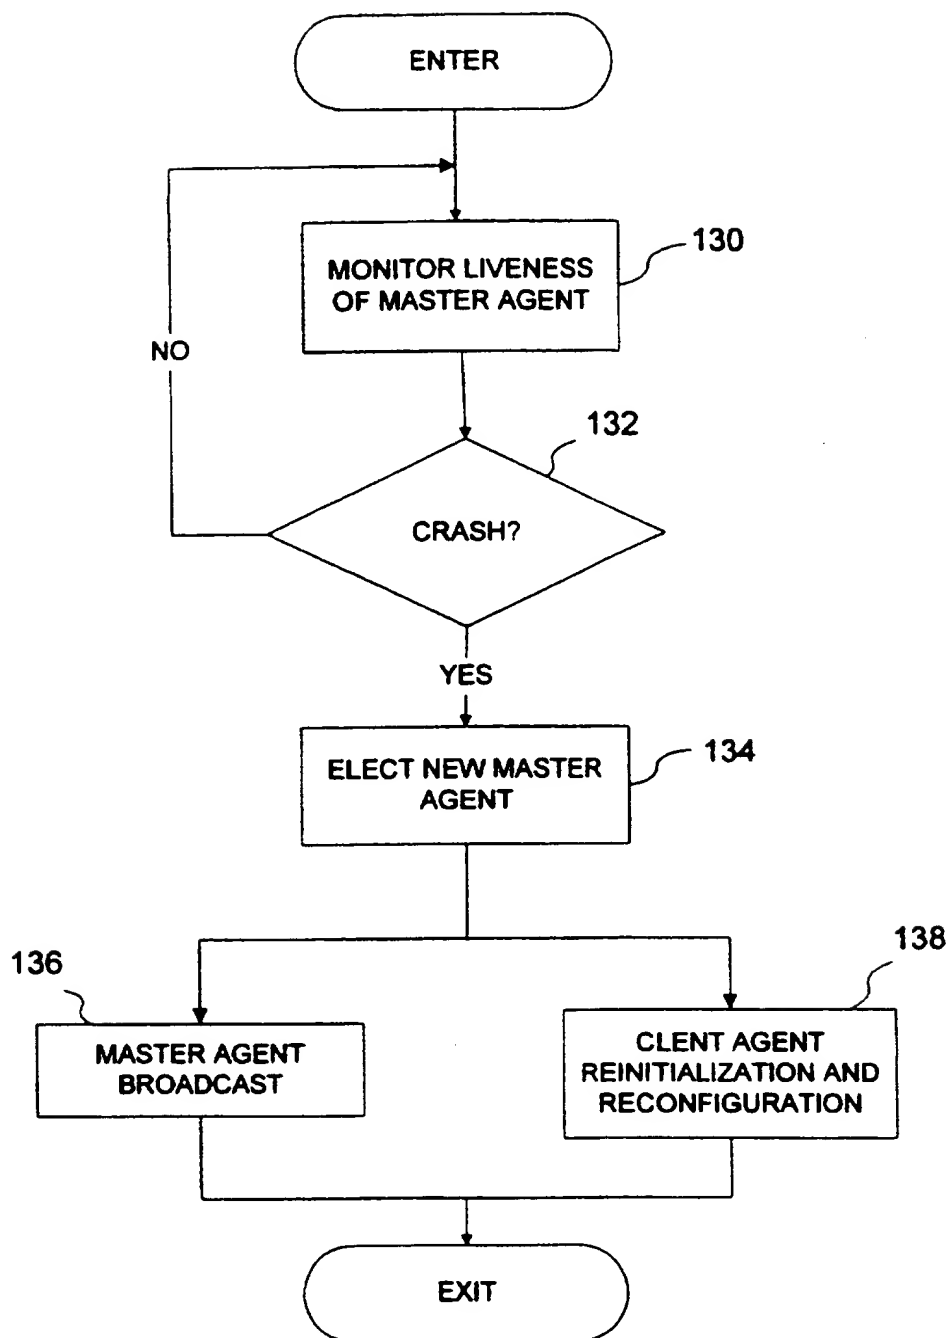 ENTER
MONITOR LIVENESS
OF MASTER AGENT
130
NO
132
CRASH?
YES
ELECT NEW MASTER
AGENT
134
136
138
MASTER AGENT
BROADCAST
CLENT AGENT
REINITIALIZATION AND
RECONFIGURATION
EXIT